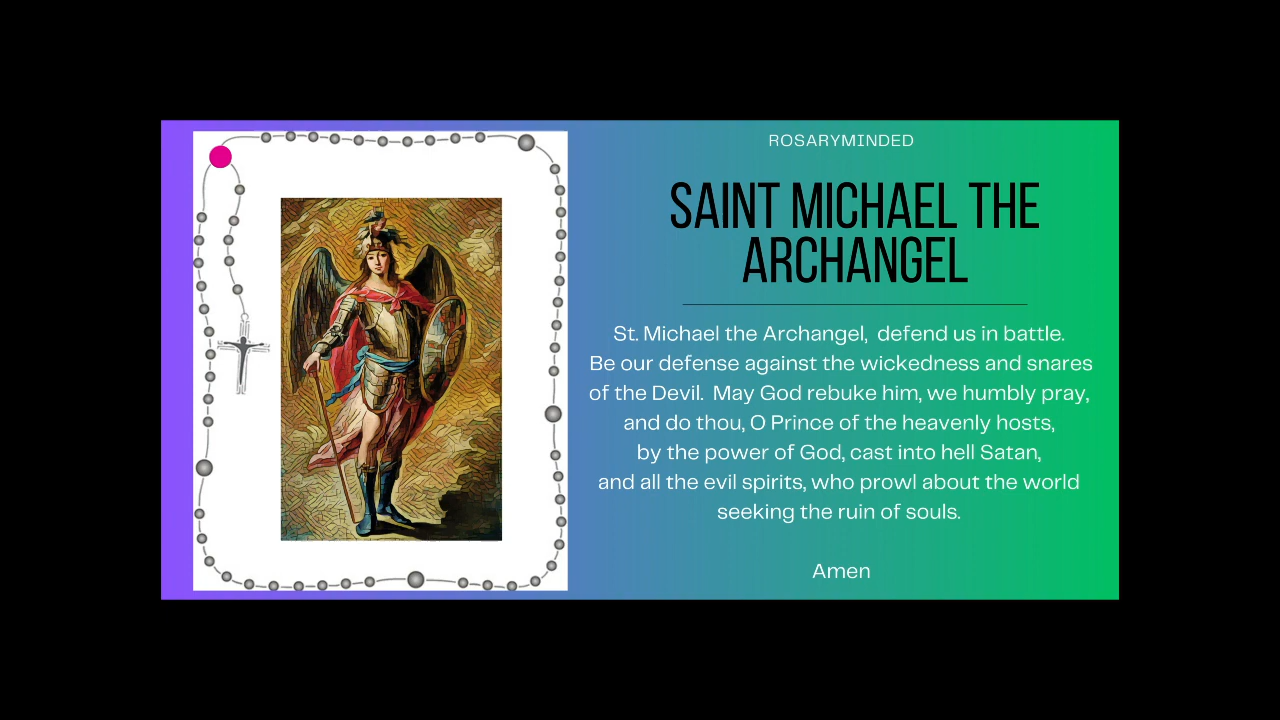 ROSARYMINDED
SAINT MICHAEL THE
ARCHANGEL
St. Michael the Archangel,  defend us in battle.
Be our defense against the wickedness and snares
of the Devil.  May God rebuke him, we humbly pray,
and do thou, O Prince of the heavenly hosts,
by the power of God, cast into hell Satan,
and all the evil spirits, who prowl about the world
seeking the ruin of souls.
Amen